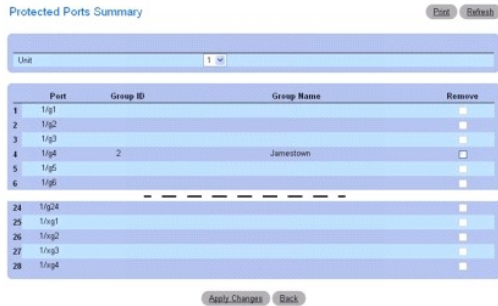 Protected Ports Summary
Print Refresh
Unit 1
Port Group ID Group Name Remove
1 1/g1
2 1/g2
3 1/g3
4 1/g4 2 Jamestown
5 1/g5
6 1/g6
24 1/g24
25 1/xg1
26 1/xg2
27 1/xg3
28 1/xg4
Apply Changes Back